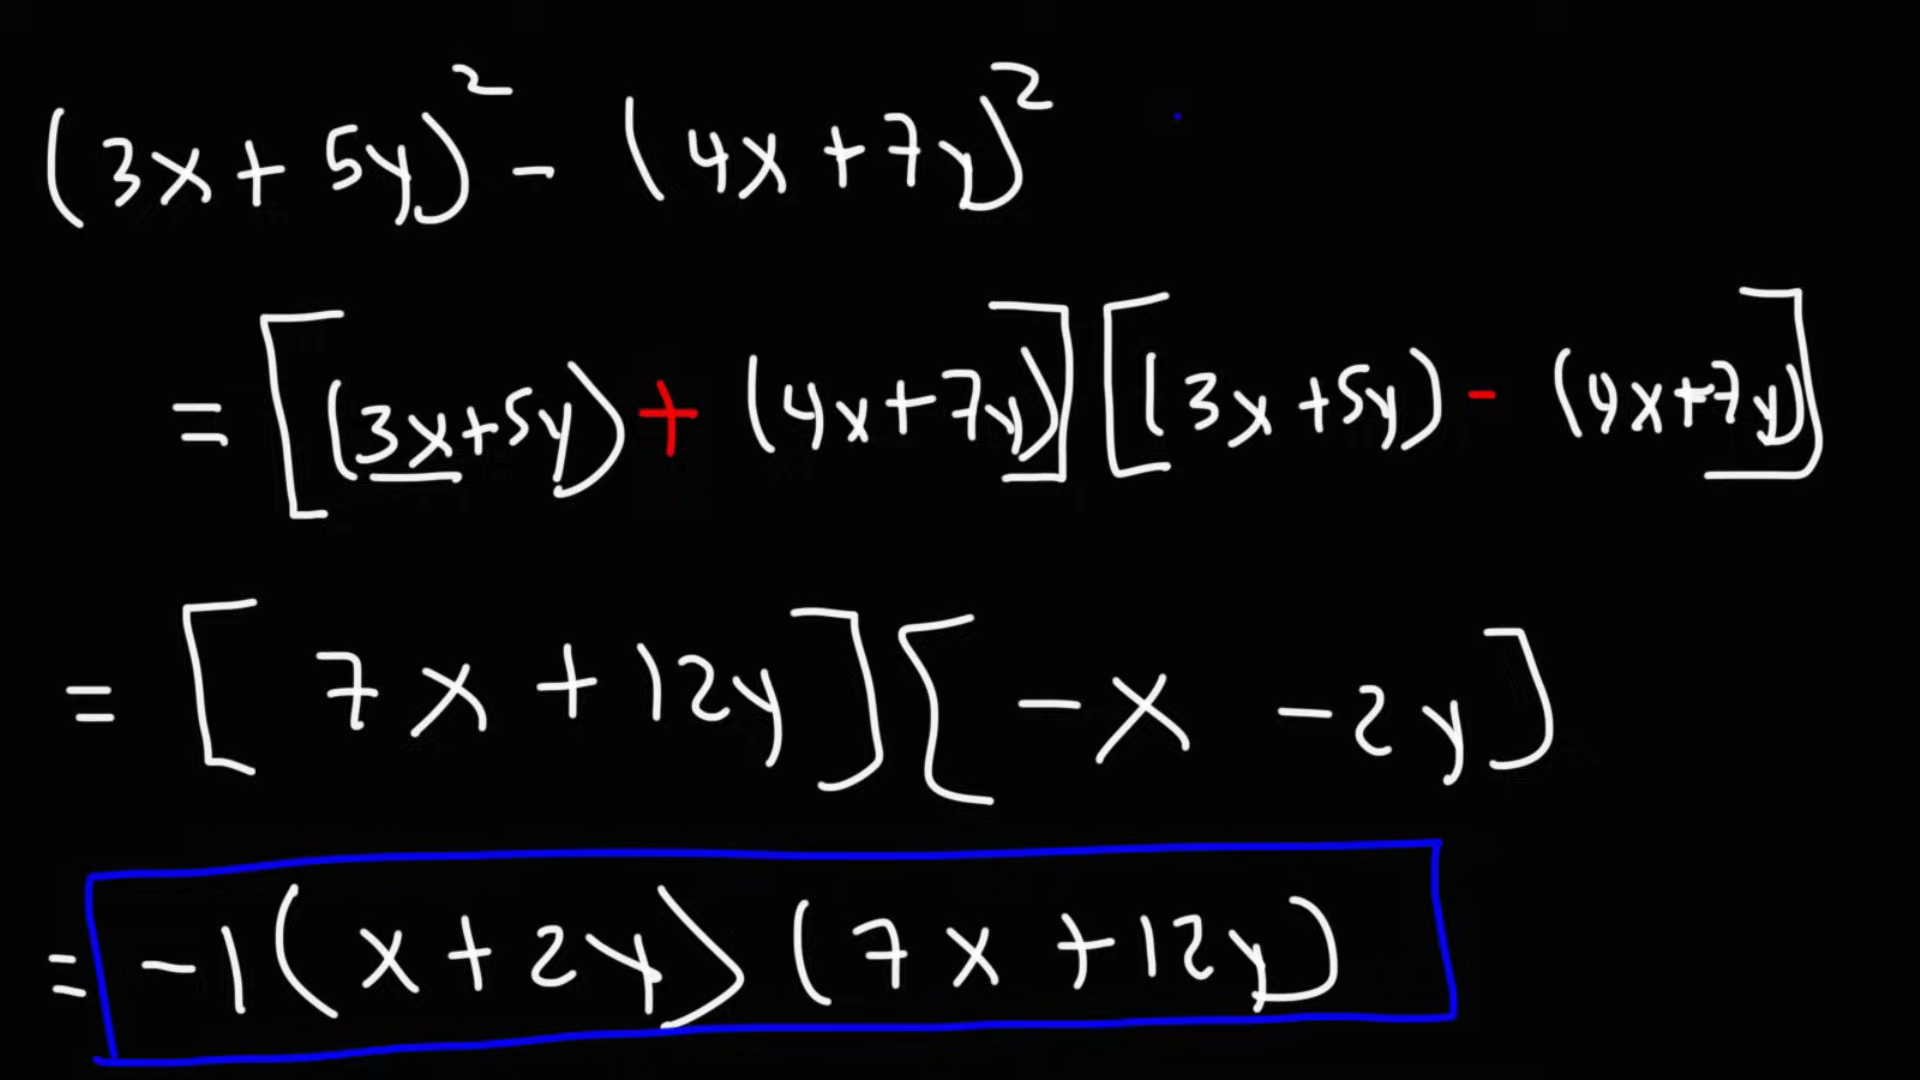 (3x + 5y)² - (4x + 7y)²
= [(3x+5y) + (4x+7y)] [(3x+5y) - (4x+7y)]
= [7x + 12y] [-x - 2y]
= -1(x + 2y) (7x + 12y)